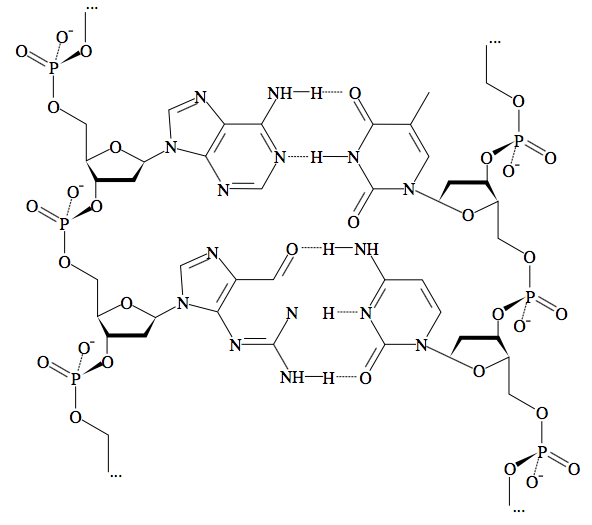 ...
O⁻ ...
O O
P
N NH H O
O O
P
O N N H N O O
O⁻
O⁻ N N
O O O
P O
N O H NH
O O
O N P
O N H N O O
O⁻
O⁻ N N
O O
P NH H O O
O O
P
O O
O⁻
...
...